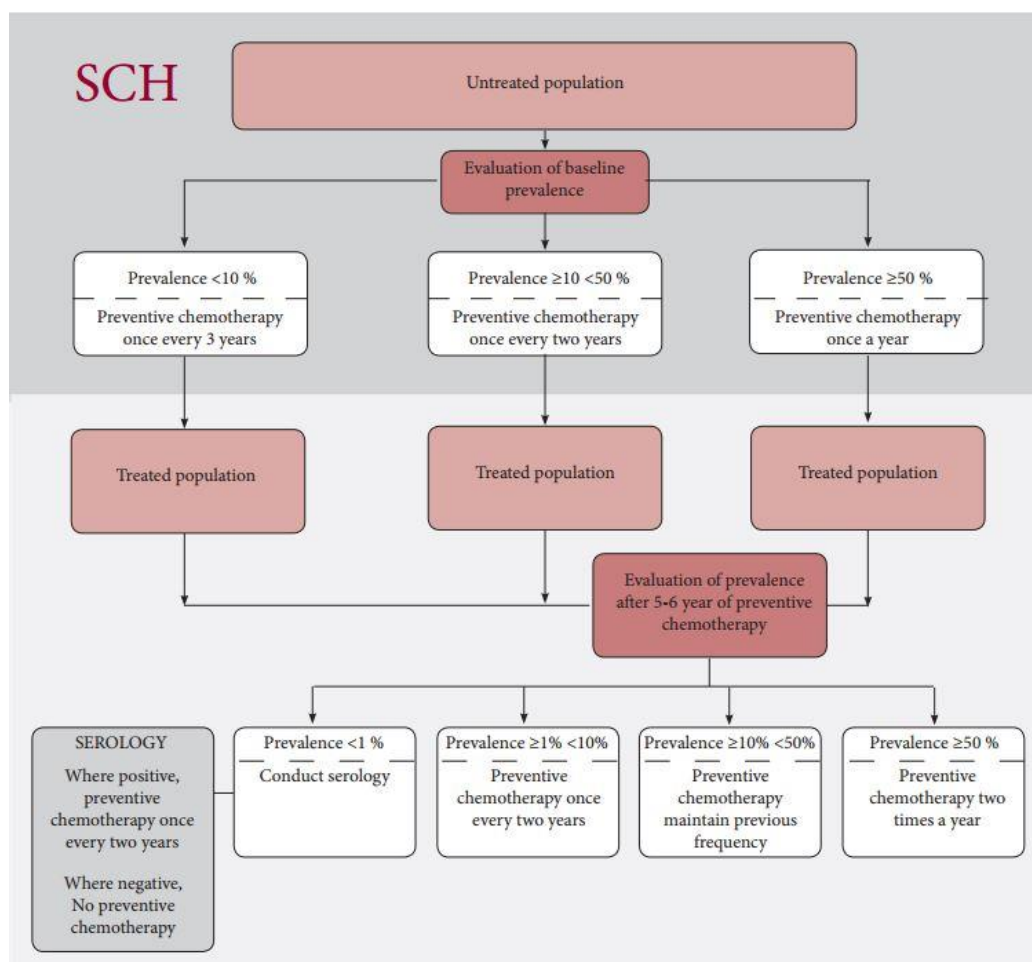 SCH
Untreated population
Evaluation of baseline
prevalence
Prevalence <10 %
Preventive chemotherapy
once every 3 years
Prevalence ≥10 <50 %
Preventive chemotherapy
once every two years
Prevalence ≥50 %
Preventive chemotherapy
once a year
Treated population
Treated population
Treated population
Evaluation of prevalence
after 5-6 year of preventive
chemotherapy
SEROLOGY
Where positive,
preventive
chemotherapy once
every two years
Where negative,
No preventive
chemotherapy
Prevalence <1 %
Conduct serology
Prevalence ≥1% <10%
Preventive
chemotherapy once
every two years
Prevalence ≥10% <50%
Preventive
chemotherapy
maintain previous
frequency
Prevalence ≥50 %
Preventive
chemotherapy two
times a year